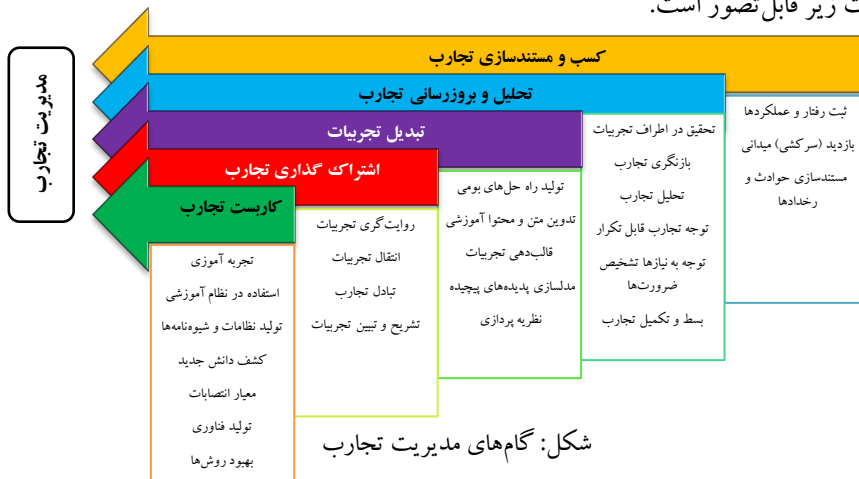 ت زیر قابل‌تصور است.
مدیریت تجارب
کسب و مستندسازی تجارب
ثبت رفتار و عملکردها
بازدید (سرکشی) میدانی
مستندسازی حوادث و
رخدادها
تحلیل و بروزرسانی تجارب
تحقیق در اطراف تجربیات
بازنگری تجارب
تحلیل تجارب
توجه تجارب قابل تکرار
توجه به نیازها تشخیص
ضرورت‌ها
بسط و تکمیل تجارب
تبدیل تجربیات
تولید راه حل‌های بومی
تدوین متن و محتوا آموزشی
قالب‌دهی تجربیات
مدلسازی پدیده‌های پیچیده
نظریه پردازی
اشتراک گذاری تجارب
روایت‌گری تجربیات
انتقال تجربیات
تبادل تجارب
تشریح و تبیین تجربیات
کاربست تجارب
تجربه آموزی
استفاده در نظام آموزشی
تولید نظامات و شیوه‌نامه‌ها
کشف دانش جدید
معیار انتصابات
تولید فناوری
بهبود روش‌ها
شکل: گام‌های مدیریت تجارب